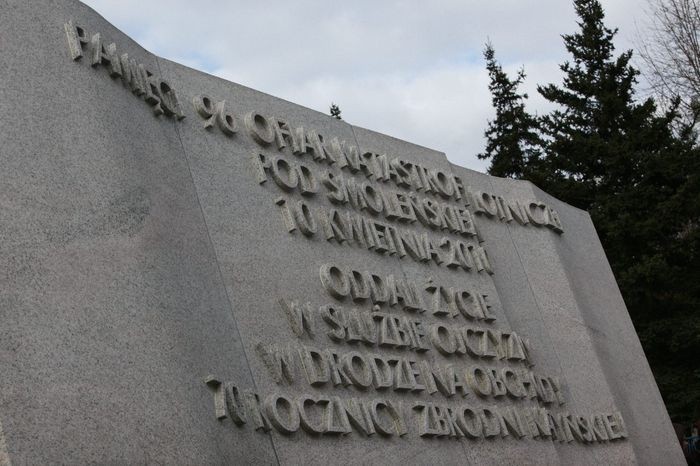 PAMIĘCI 96 OFIAR KATASTROFY LOTNICZEJ
POD SMOLEŃSKIEM
10 KWIETNIA 2010
ODDALI ŻYCIE
W SŁUŻBIE OJCZYZNY
W DRODZE NA OBCHODY
70 ROCZNICY ZBRODNI KATYŃSKIEJ